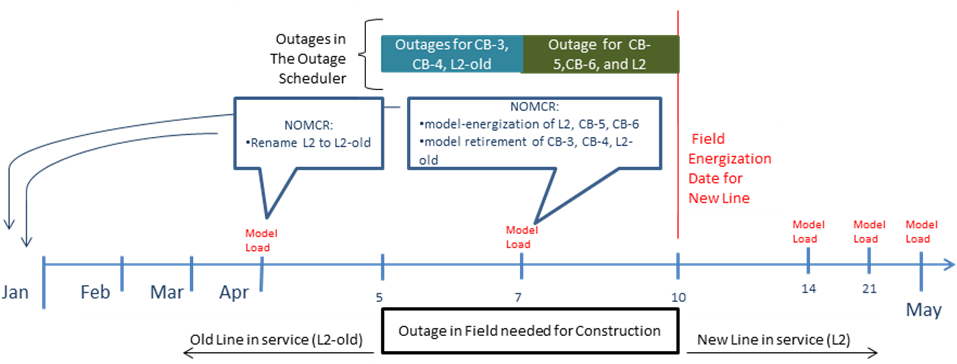 Outages in
The Outage
Scheduler
Outages for CB-3,
CB-4, L2-old
Outage for CB-
5,CB-6, and L2
NOMCR:
•Rename L2 to L2-old
NOMCR:
•model-energization of L2, CB-5, CB-6
•model retirement of CB-3, CB-4, L2-
old
Field
Energization
Date for
New Line
Model
Load
Model
Load
Model
Load
Model
Load
Model
Load
Jan
Feb
Mar
Apr
5
7
10
14
21
May
Old Line in service (L2-old)
Outage in Field needed for Construction
New Line in service (L2)